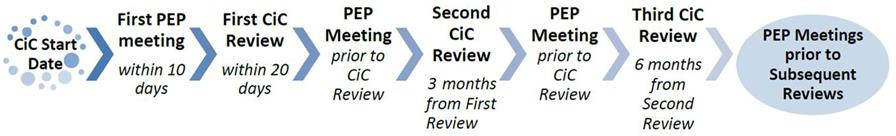 CiC Start
Date
First PEP
meeting
within 10
days
First CiC
Review
within 20
days
PEP
Meeting
prior to
CiC
Review
Second
CiC
Review
3 months
from First
Review
PEP
Meeting
prior to
CiC
Review
Third CiC
Review
6 months
from
Second
Review
PEP Meetings
prior to
Subsequent
Reviews